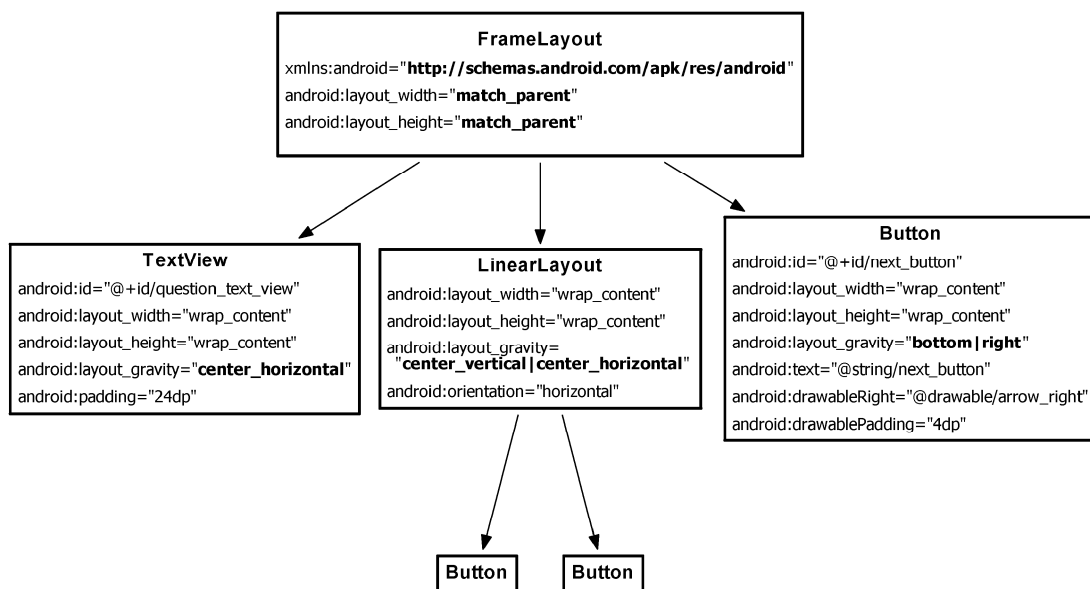 FrameLayout
xmlns:android="http://schemas.android.com/apk/res/android"
android:layout_width="match_parent"
android:layout_height="match_parent"
TextView
android:id="@+id/question_text_view"
android:layout_width="wrap_content"
android:layout_height="wrap_content"
android:layout_gravity="center_horizontal"
android:padding="24dp"
LinearLayout
android:layout_width="wrap_content"
android:layout_height="wrap_content"
android:layout_gravity=
"center_vertical|center_horizontal"
android:orientation="horizontal"
Button
android:id="@+id/next_button"
android:layout_width="wrap_content"
android:layout_height="wrap_content"
android:layout_gravity="bottom|right"
android:text="@string/next_button"
android:drawableRight="@drawable/arrow_right"
android:drawablePadding="4dp"
Button
Button